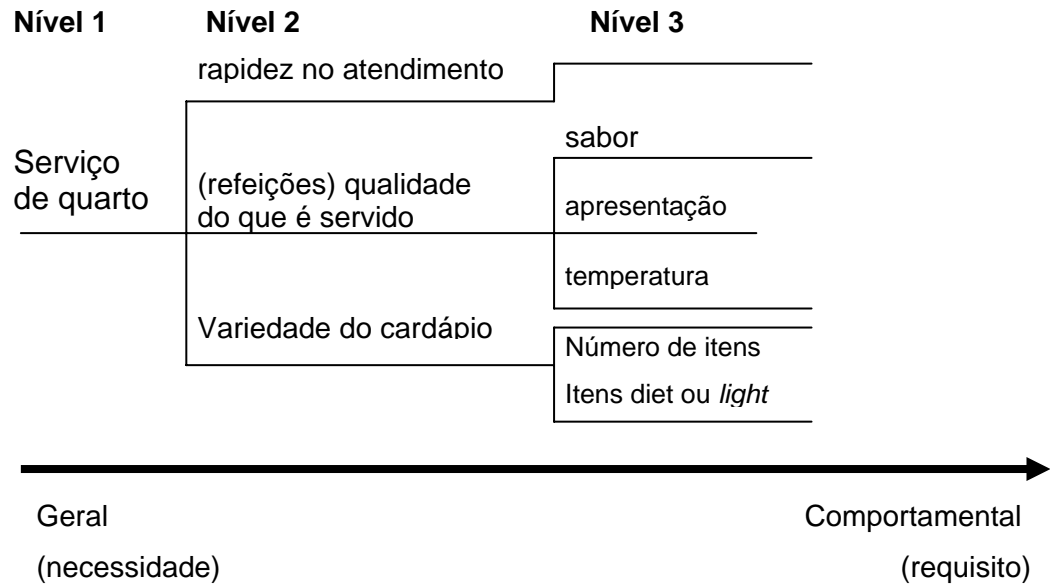 Nível 1 Nível 2 Nível 3
rapidez no atendimento
Serviço
de quarto
(refeições) qualidade
do que é servido
sabor
apresentação
temperatura
Variedade do cardápio
Número de itens
Itens diet ou light
Geral
(necessidade)
Comportamental
(requisito)